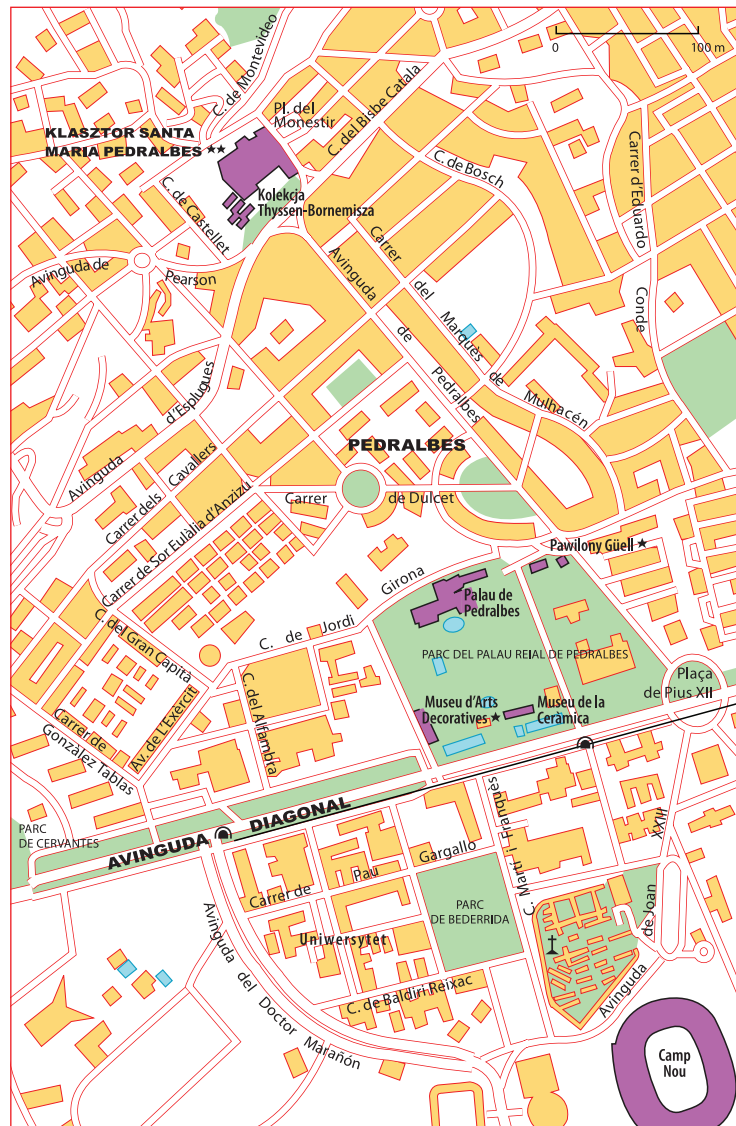 0 100 m
C. de Montevideo
Pl. del
Monestir
C. del Bisbe Catala
KLASZTOR SANTA
MARIA PEDRALBES ★★
Carrer d'Eduardo
Conde
C. de Bosch
Kolekcja
Thyssen-Bornemisza
C. de Castellet
Avinguda de
Pearson
Carrer
del
Marquès
de
Mulhacén
Avinguda
de
Pedralbes
Avinguda
d'Esplugues
PEDRALBES
Carrer dels
Cavallers
Carrer de Sor Eulàlia d'Anzizu
Carrer
de Dulcet
Pawilony Güell ★
C. de Jordi
Girona
Palau de
Pedralbes
PARC DEL PALAU REIAL DE PEDRALBES
C. del Gran Capita
Plaça
de Pius XII
Museu d'Arts
Decoratives ★
Museu de la
Ceràmica
C. del Alfambra
Av. de L'Exercit
Carrer de
González Tablas
PARC
DE CERVANTES
AVINGUDA
DIAGONAL
C. Martí i Franquès
XXIII
de Joan
Avinguda
Carrer de
Pau
Gargallo
PARC
DE BEDERRIDA
Uniwersytet
Avinguda del Doctor Marañón
C. de Baldiri Reixac
Camp
Nou